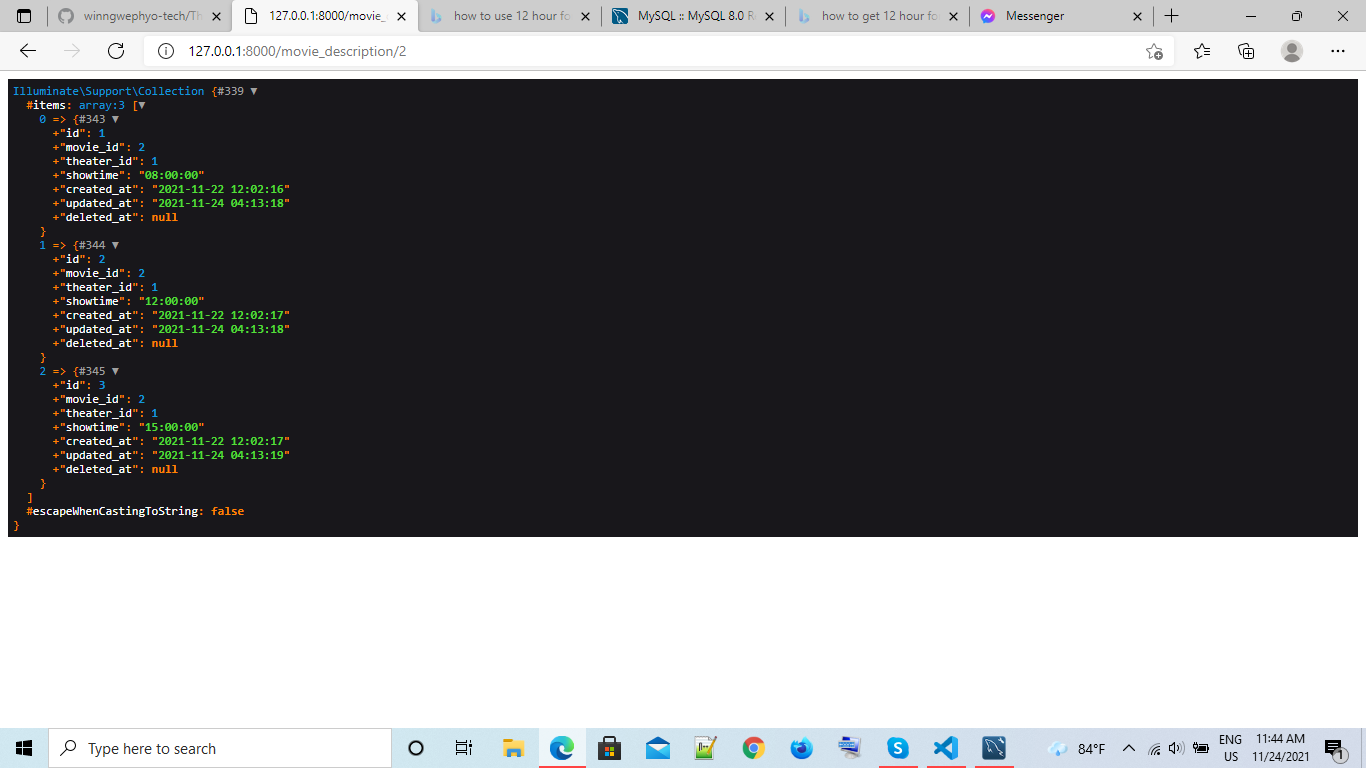 winngwephyo-tech/Th
127.0.0.1:8000/movie_d
how to use 12 hour fo
MySQL :: MySQL 8.0 R
how to get 12 hour fo
Messenger
127.0.0.1:8000/movie_description/2
Illuminate\Support\Collection {#339 ▼
#items: array:3 [▼
0 => {#343 ▼
+"id": 1
+"movie_id": 2
+"theater_id": 1
+"showtime": "08:00:00"
+"created_at": "2021-11-22 12:02:16"
+"updated_at": "2021-11-24 04:13:18"
+"deleted_at": null
}
1 => {#344 ▼
+"id": 2
+"movie_id": 2
+"theater_id": 1
+"showtime": "12:00:00"
+"created_at": "2021-11-22 12:02:17"
+"updated_at": "2021-11-24 04:13:18"
+"deleted_at": null
}
2 => {#345 ▼
+"id": 3
+"movie_id": 2
+"theater_id": 1
+"showtime": "15:00:00"
+"created_at": "2021-11-22 12:02:17"
+"updated_at": "2021-11-24 04:13:19"
+"deleted_at": null
}
]
#escapeWhenCastingToString: false
}
Type here to search
84°F
ENG
US
11:44 AM
11/24/2021
1